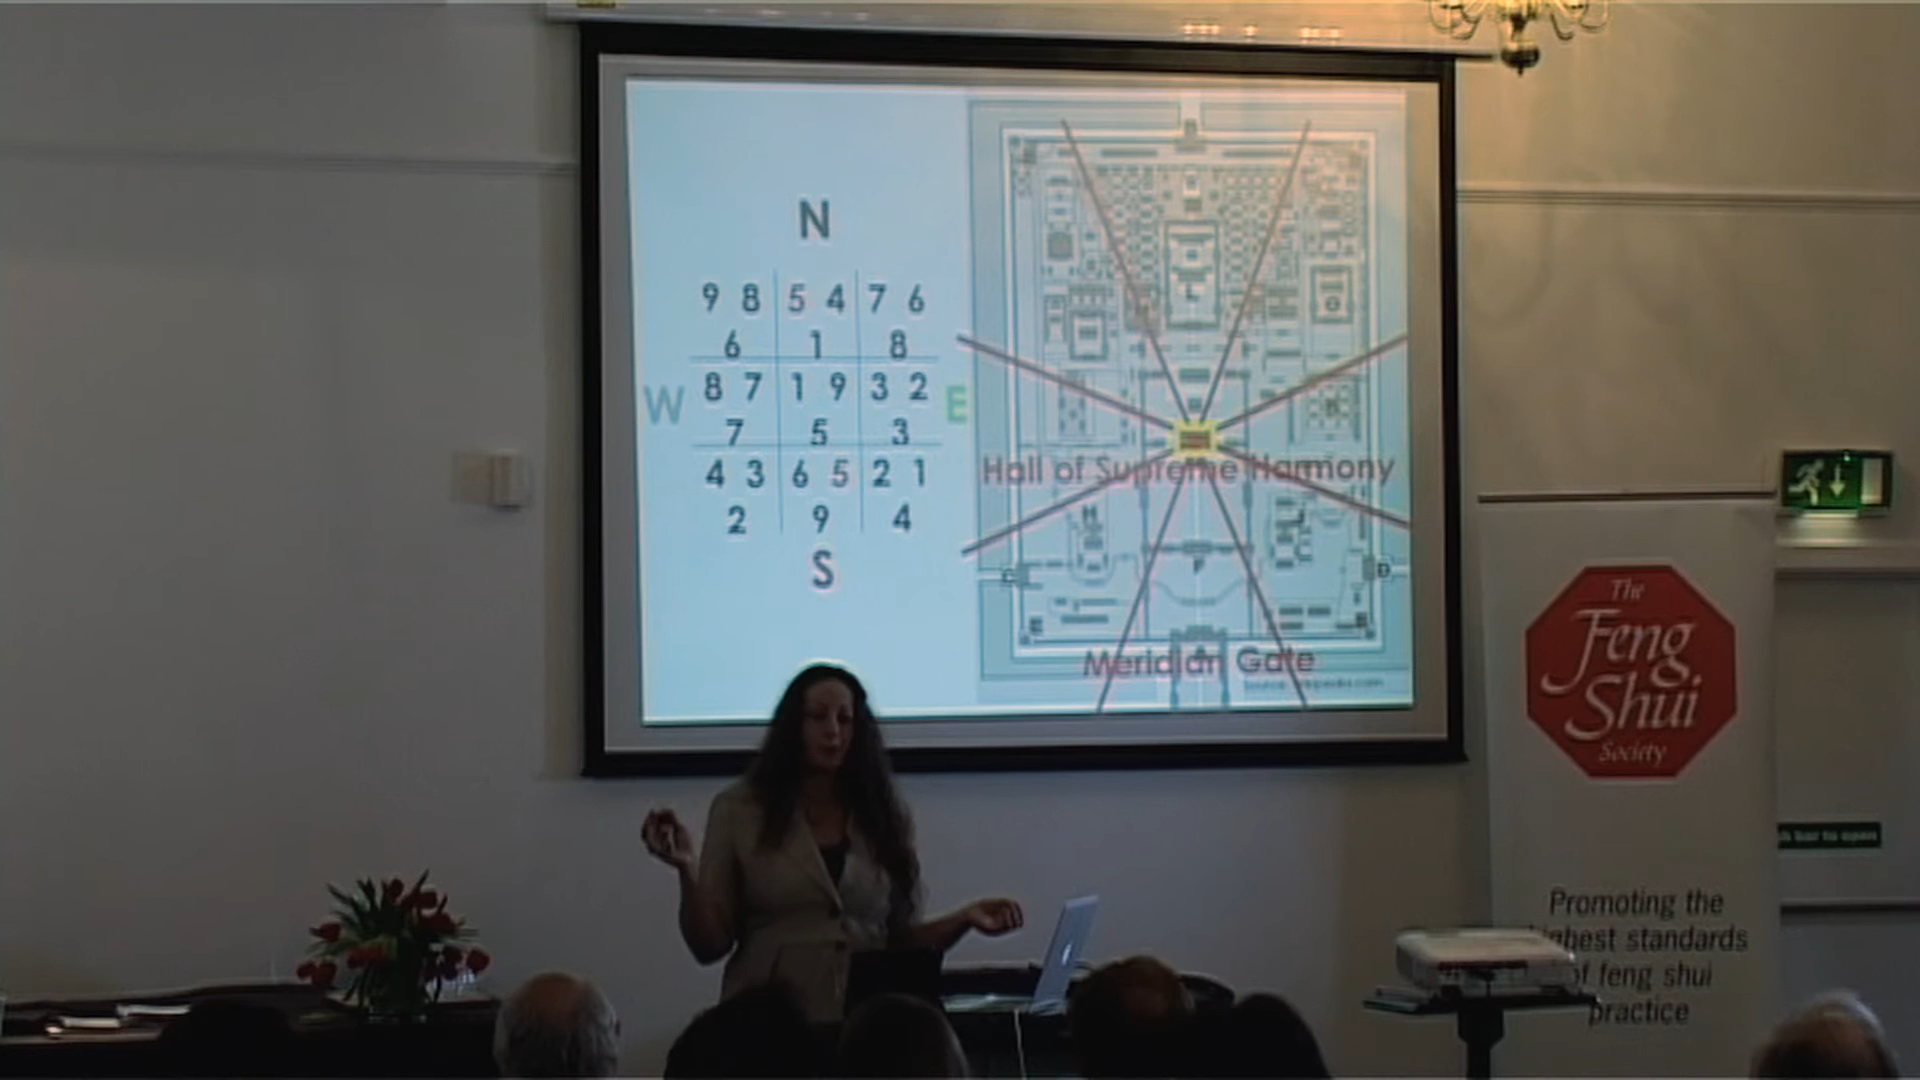 N
9 8 5 4 7 6
6 1 8
W 8 7 1 9 3 2 E
7 5 3
4 3 6 5 2 1
2 9 4
S
Hall of Supreme Harmony
Meridian Gate
The
Feng
Shui
Society
Promoting the
highest standards
of feng shui
practice